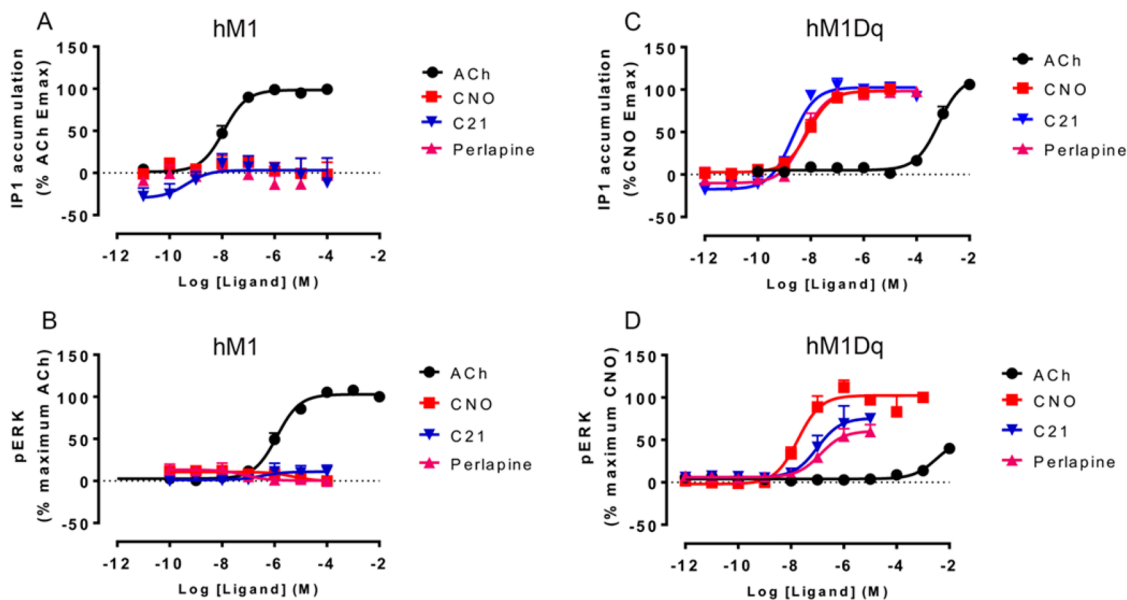 A
hM1
IP1 accumulation
(% ACh Emax)
150
100
50
0
-50
-12 -10 -8 -6 -4 -2
Log [Ligand] (M)
ACh
CNO
C21
Perlapine
C
hM1Dq
IP1 accumulation
(%CNO Emax)
150
100
50
0
50
-12 -10 -8 -6 -4 -2
Log [Ligand] (M)
ACh
CNO
C21
Perlapine
B
hM1
pERK
(% maximum ACh)
150
100
50
0
-50
-12 -10 -8 -6 -4 -2
Log [Ligand] (M)
ACh
CNO
C21
Perlapine
D
hM1Dq
pERK
(% maximum CNO)
150
100
50
0
-50
-12 -10 -8 -6 -4 -2
Log [Ligand] (M)
ACh
CNO
C21
Perlapine